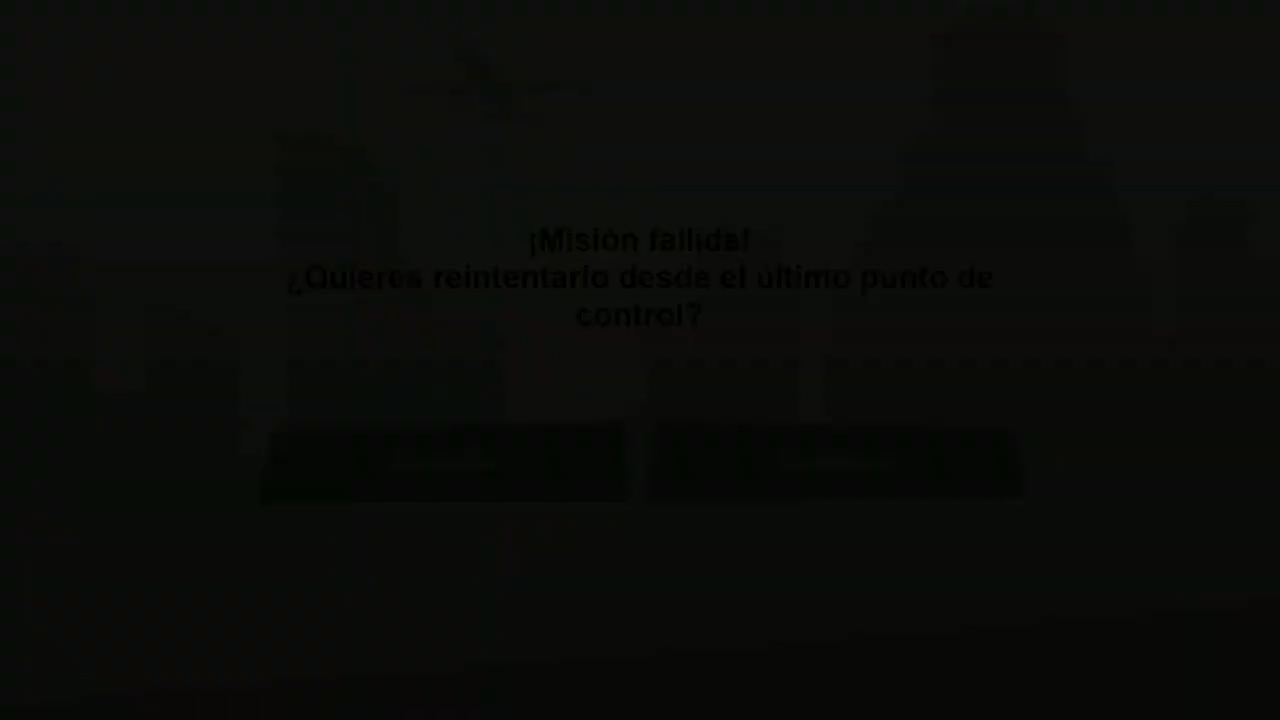 ¡Misión fallida!
¿Quieres reintentarlo desde el último punto de
control?